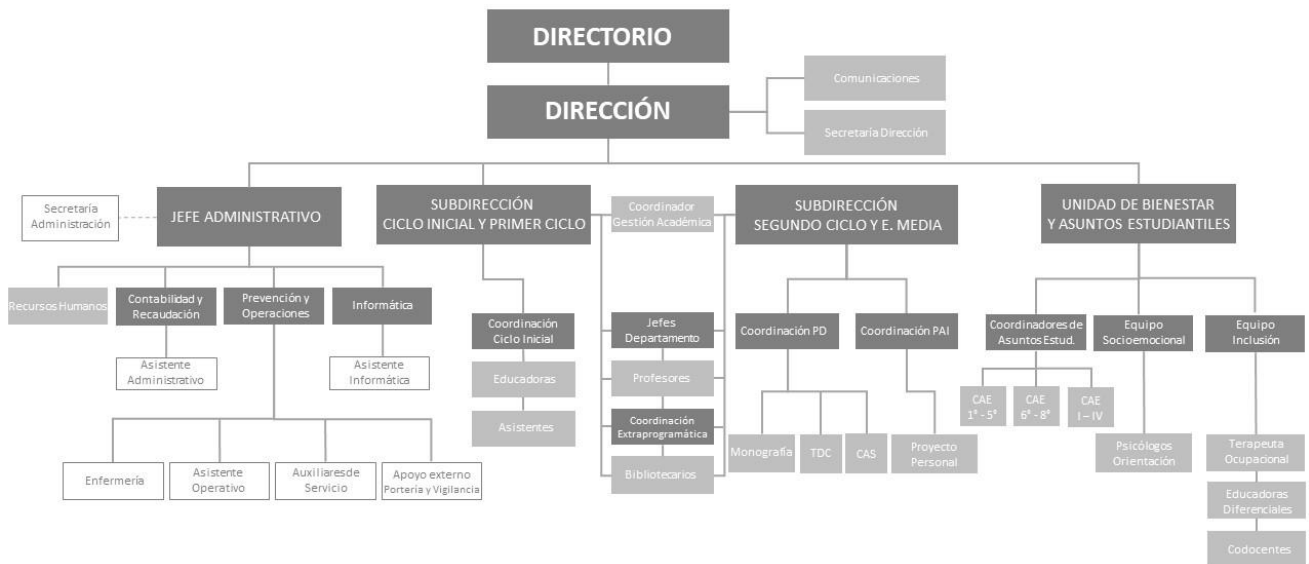 DIRECTORIO
DIRECCIÓN
Comunicaciones
Secretaría Dirección
Secretaría
Administración
JEFE ADMINISTRATIVO
SUBDIRECCIÓN
CICLO INICIAL Y PRIMER CICLO
Coordinador
Gestión Académica
SUBDIRECCIÓN
SEGUNDO CICLO Y E. MEDIA
UNIDAD DE BIENESTAR
Y ASUNTOS ESTUDIANTILES
Recursos Humanos
Contabilidad y
Recaudación
Prevención y
Operaciones
Informática
Asistente
Administrativo
Asistente
Informática
Enfermería
Asistente
Operativo
Auxiliares de
Servicio
Apoyo externo
Portería y Vigilancia
Coordinación
Ciclo Inicial
Educadoras
Asistentes
Jefes
Departamento
Profesores
Coordinación
Extraprogramática
Bibliotecarios
Coordinación PD
Coordinación PAI
Monografía
TDC
CAS
Proyecto
Personal
Coordinadores de
Asuntos Estud.
Equipo
Socioemocional
Equipo
Inclusión
CAE
1° - 5°
CAE
6° - 8°
CAE
I – IV
Psicólogos
Orientación
Terapeuta
Ocupacional
Educadoras
Diferenciales
Codocentes